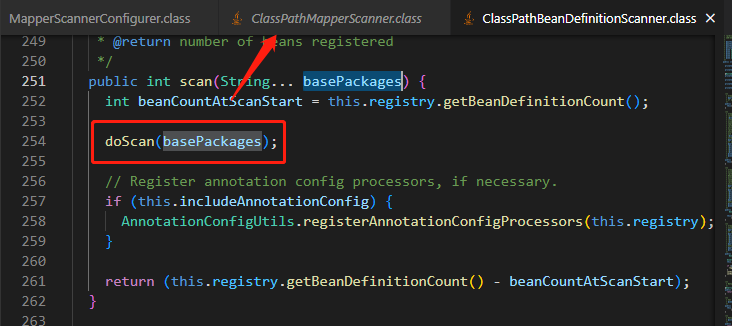 MapperScannerConfigurer.class
ClassPathMapperScanner.class
ClassPathBeanDefinitionScanner.class
249 * @return number of beans registered
250 */
251 public int scan(String... basePackages) {
252 int beanCountAtScanStart = this.registry.getBeanDefinitionCount();
253
254 doScan(basePackages);
255
256 // Register annotation config processors, if necessary.
257 if (this.includeAnnotationConfig) {
258 AnnotationConfigUtils.registerAnnotationConfigProcessors(this.registry);
259 }
260
261 return (this.registry.getBeanDefinitionCount() - beanCountAtScanStart);
262 }
263